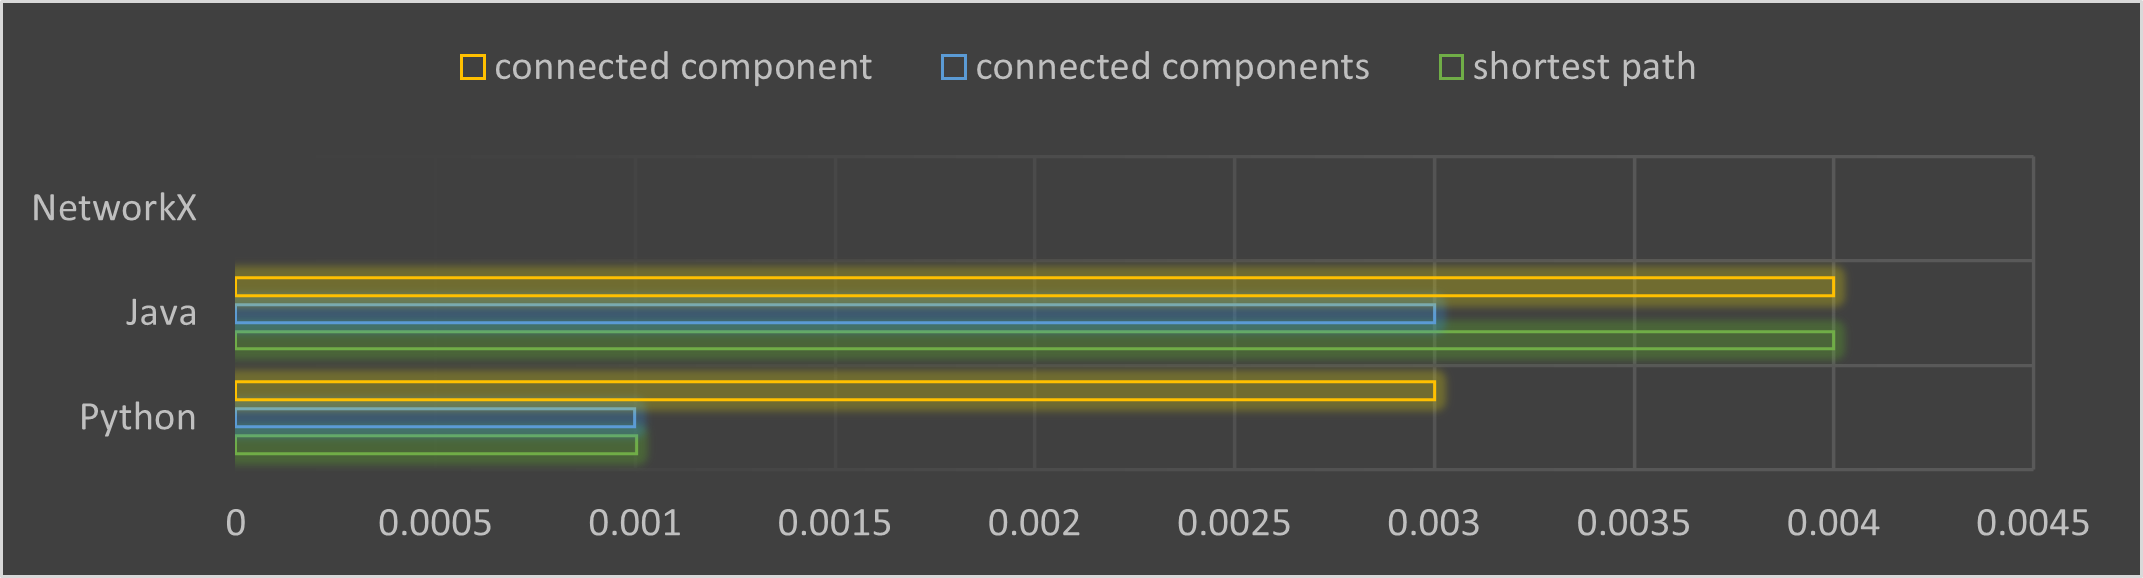 connected component connected components shortest path
NetworkX
Java
Python
0 0.0005 0.001 0.0015 0.002 0.0025 0.003 0.0035 0.004 0.0045